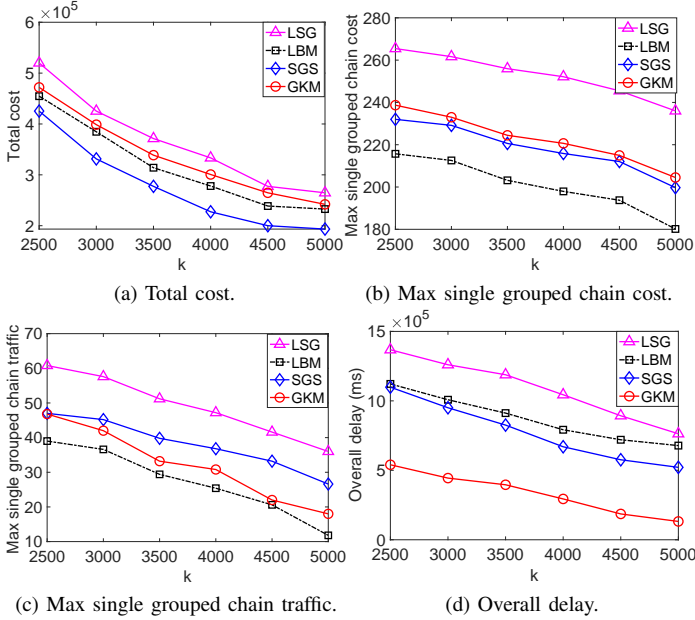 ×10^5
6
5
4
3
2
Total cost
2500 3000 3500 4000 4500 5000
k
LSG
LBM
SGS
GKM
(a) Total cost.
280
260
240
220
200
180
Max single grouped chain cost
2500 3000 3500 4000 4500 5000
k
LSG
LBM
SGS
GKM
(b) Max single grouped chain cost.
70
60
50
40
30
20
10
Max single grouped chain traffic
2500 3000 3500 4000 4500 5000
k
LSG
LBM
SGS
GKM
(c) Max single grouped chain traffic.
×10^5
15
10
5
0
Overall delay (ms)
2500 3000 3500 4000 4500 5000
k
LSG
LBM
SGS
GKM
(d) Overall delay.